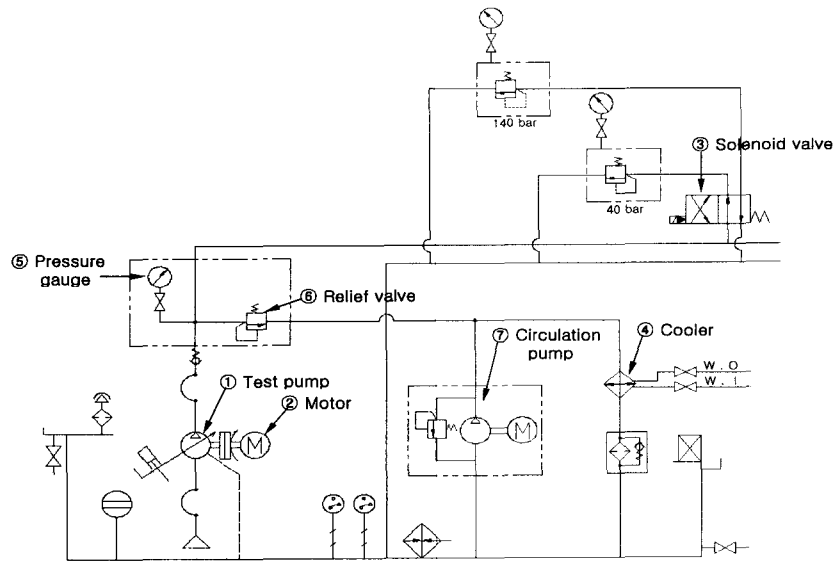 140 bar
③ Solenoid valve
40 bar
⑤ Pressure
gauge
⑥ Relief valve
⑦ Circulation
pump
④ Cooler
W.O
W.I
① Test pump
② Motor
M
M